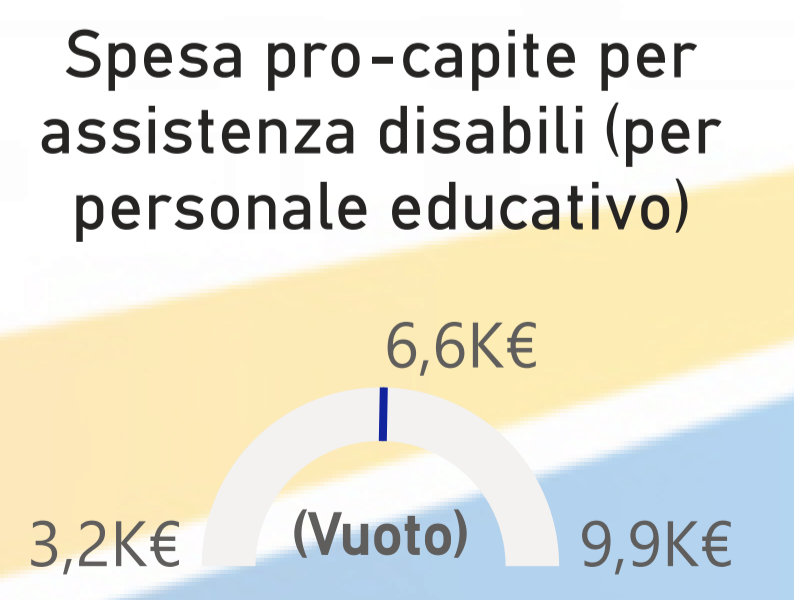 Spesa pro-capite per
assistenza disabili (per
personale educativo)
6,6K€
(Vuoto)
3,2K€
9,9K€